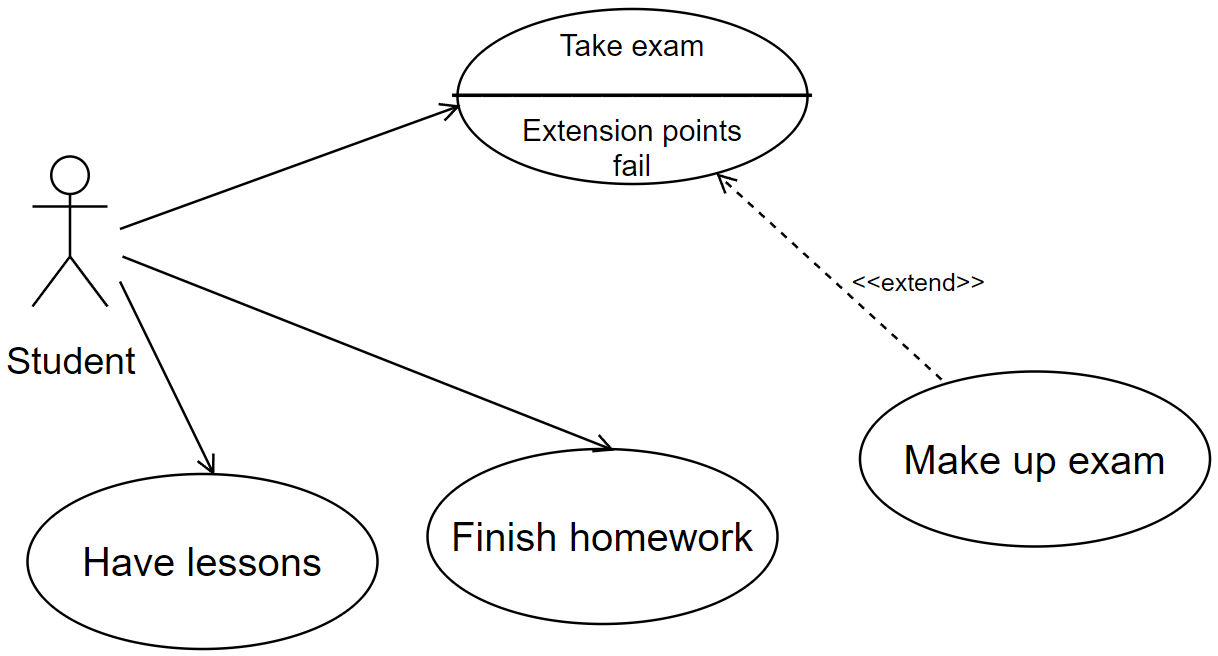 Take exam
Extension points
fail
<<extend>>
Student
Make up exam
Finish homework
Have lessons